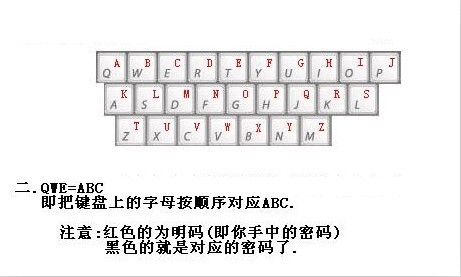 Q A W B E C R D T E Y F U G I H O I P J
A K S L D M F N G O H P J Q K R L S
Z T X U C V V W B X N Y M Z
二.QWE=ABC
即把键盘上的字母按顺序对应ABC.
注意:红色的为明码(即你手中的密码)
黑色的就是对应的密码了.